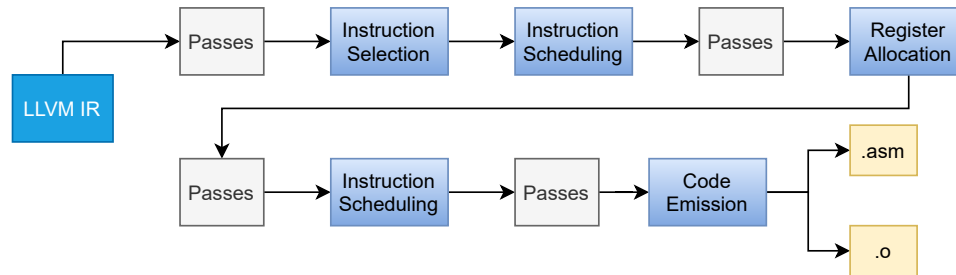 Passes
Instruction
Selection
Instruction
Scheduling
Passes
Register
Allocation
LLVM IR
Passes
Instruction
Scheduling
Passes
Code
Emission
.asm
.o